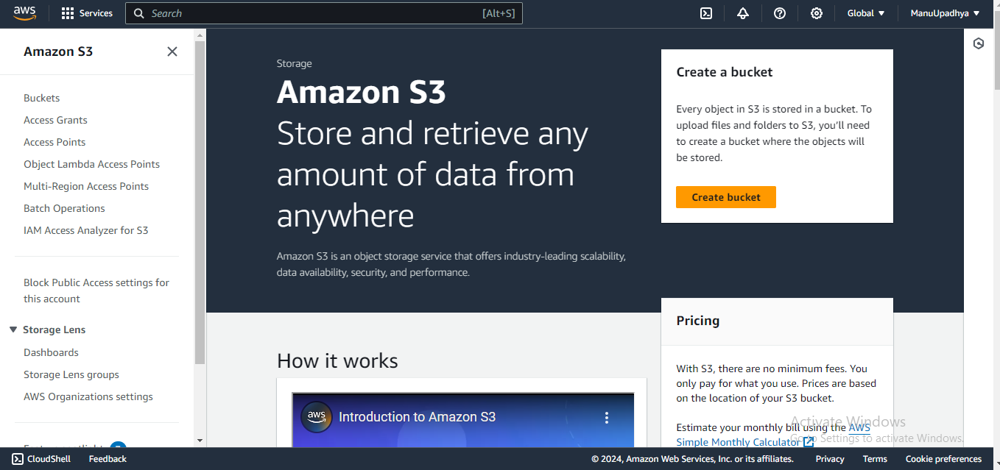 aws
Services
Search
[Alt+S]
Global
ManuUpadhya
Amazon S3
Buckets
Access Grants
Access Points
Object Lambda Access Points
Multi-Region Access Points
Batch Operations
IAM Access Analyzer for S3
Block Public Access settings for
this account
Storage Lens
Dashboards
Storage Lens groups
AWS Organizations settings
Storage
Amazon S3
Store and retrieve any
amount of data from
anywhere
Amazon S3 is an object storage service that offers industry-leading scalability,
data availability, security, and performance.
Create a bucket
Every object in S3 is stored in a bucket. To
upload files and folders to S3, you'll need
to create a bucket where the objects will
be stored.
Create bucket
How it works
aws
Introduction to Amazon S3
Pricing
With S3, there are no minimum fees. You
only pay for what you use. Prices are based
on the location of your S3 bucket.
Estimate your monthly bill using the AWS
Simple Monthly Calculator
Activate Windows
Go to Settings to activate Windows.
CloudShell
Feedback
© 2024, Amazon Web Services, Inc. or its affiliates.
Privacy
Terms
Cookie preferences